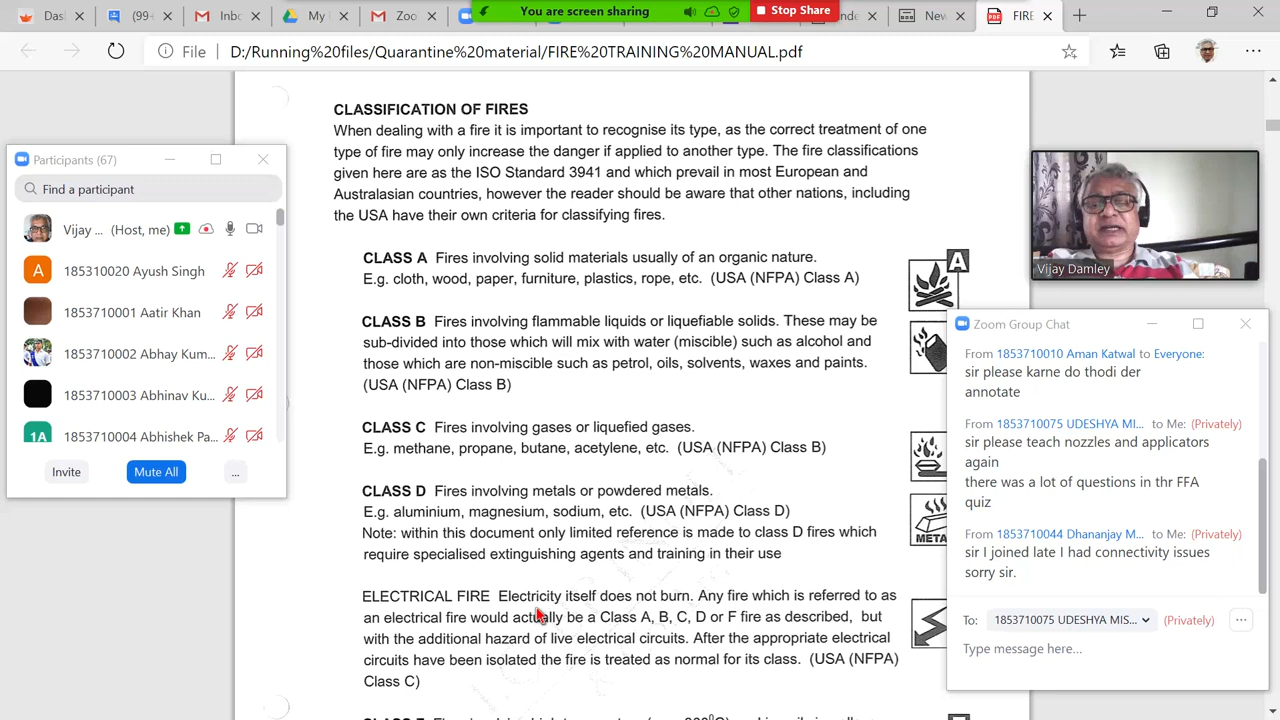 Das
(99
Inb
My
Zoo
You are screen sharing
Stop Share
nde
New
FIRE
File
D:/Running%20files/Quarantine%20material/FIRE%20TRAINING%20MANUAL.pdf
CLASSIFICATION OF FIRES
When dealing with a fire it is important to recognise its type, as the correct treatment of one
type of fire may only increase the danger if applied to another type. The fire classifications
given here are as the ISO Standard 3941 and which prevail in most European and
Australasian countries, however the reader should be aware that other nations, including
the USA have their own criteria for classifying fires.
CLASS A Fires involving solid materials usually of an organic nature.
E.g. cloth, wood, paper, furniture, plastics, rope, etc. (USA (NFPA) Class A)
A
CLASS B Fires involving flammable liquids or liquefiable solids. These may be
sub-divided into those which will mix with water (miscible) such as alcohol and
those which are non-miscible such as petrol, oils, solvents, waxes and paints.
(USA (NFPA) Class B)
CLASS C Fires involving gases or liquefied gases.
E.g. methane, propane, butane, acetylene, etc. (USA (NFPA) Class B)
CLASS D Fires involving metals or powdered metals.
E.g. aluminium, magnesium, sodium, etc. (USA (NFPA) Class D)
Note: within this document only limited reference is made to class D fires which
require specialised extinguishing agents and training in their use
META
ELECTRICAL FIRE Electricity itself does not burn. Any fire which is referred to as
an electrical fire would actually be a Class A, B, C, D or F fire as described, but
with the additional hazard of live electrical circuits. After the appropriate electrical
circuits have been isolated the fire is treated as normal for its class. (USA (NFPA)
Class C)
Participants (67)
Find a participant
Vijay ... (Host, me)
A
185310020 Ayush Singh
1853710001 Aatir Khan
1853710002 Abhay Kum...
1853710003 Abhinav Ku...
1A
1853710004 Abhishek Pa...
Invite
Mute All
...
Vijay Damley
Zoom Group Chat
From 1853710010 Aman Katwal to Everyone:
sir please karne do thodi der
annotate
From 1853710075 UDESHYA MI... to Me: (Privately)
sir please teach nozzles and applicators
again
there was a lot of questions in thr FFA
quiz
From 1853710044 Dhananjay M... to Me: (Privately)
sir I joined late I had connectivity issues
sorry sir.
To: 1853710075 UDESHYA MIS... (Privately)
Type message here...